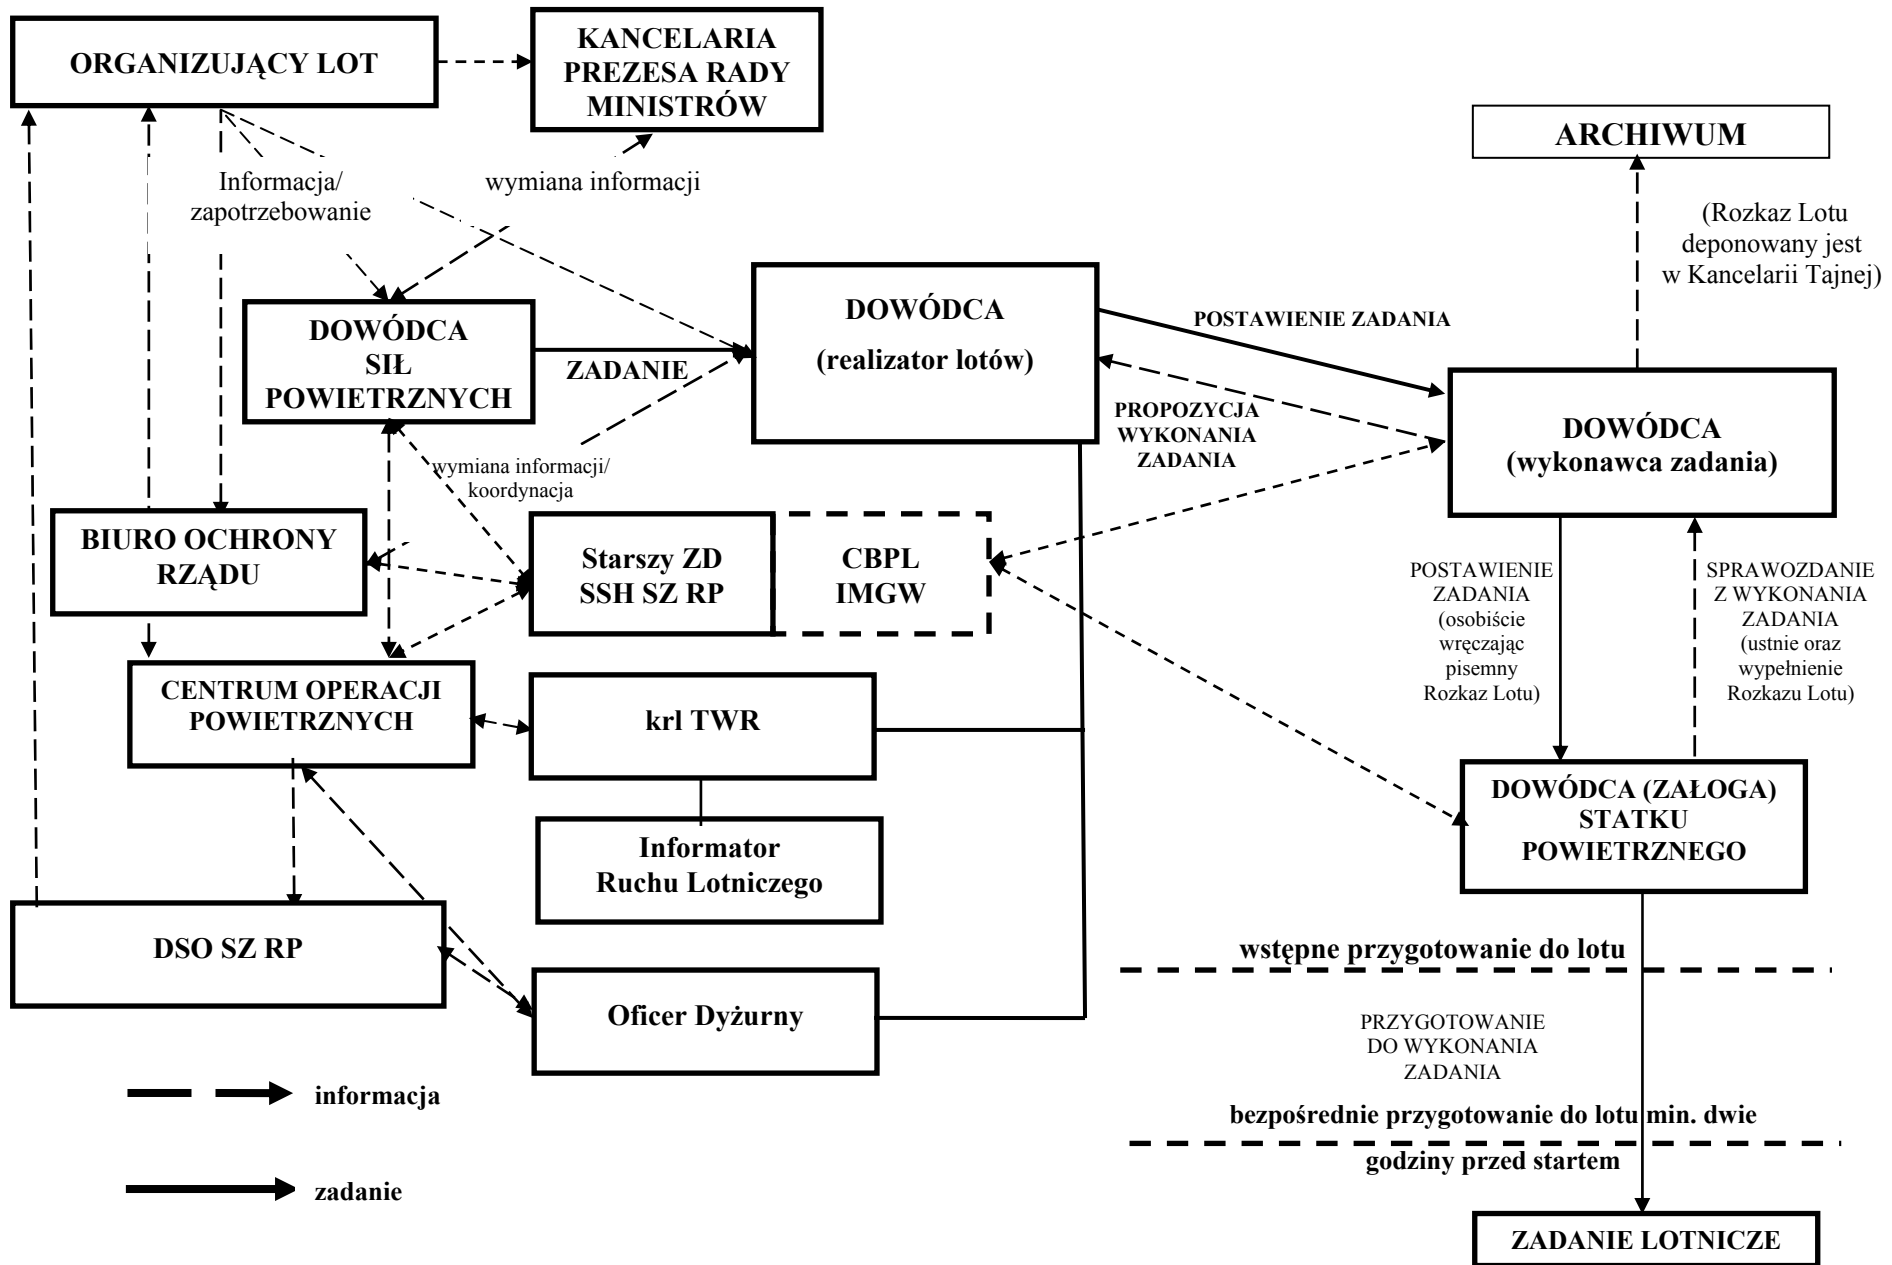 ORGANIZUJĄCY LOT
KANCELARIA
PREZESA RADY
MINISTRÓW
ARCHIWUM
Informacja/
zapotrzebowanie
wymiana informacji
(Rozkaz Lotu
deponowany jest
w Kancelarii Tajnej)
DOWÓDCA
SIŁ
POWIETRZNYCH
ZADANIE
DOWÓDCA
(realizator lotów)
POSTAWIENIE ZADANIA
PROPOZYCJA
WYKONANIA
ZADANIA
DOWÓDCA
(wykonawca zadania)
wymiana informacji/
koordynacja
BIURO OCHRONY
RZĄDU
Starszy ZD
SSH SZ RP
CBPL
IMGW
POSTAWIENIE
ZADANIA
(osobiście
wręczając
pisemny
Rozkaz Lotu)
SPRAWOZDANIE
Z WYKONANIA
ZADANIA
(ustnie oraz
wypełnienie
Rozkazu Lotu)
CENTRUM OPERACJI
POWIETRZNYCH
krl TWR
Informator
Ruchu Lotniczego
DOWÓDCA (ZAŁOGA)
STATKU
POWIETRZNEGO
DSO SZ RP
Oficer Dyżurny
wstępne przygotowanie do lotu
PRZYGOTOWANIE
DO WYKONANIA
ZADANIA
bezpośrednie przygotowanie do lotu min. dwie
godziny przed startem
informacja
zadanie
ZADANIE LOTNICZE